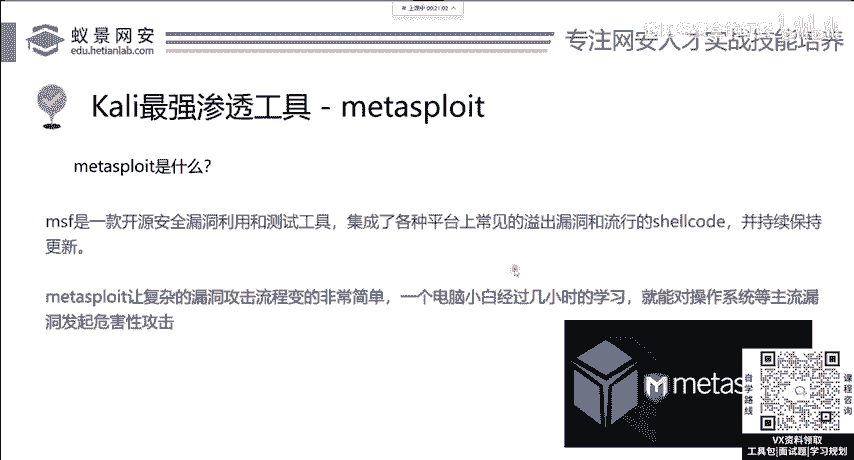 上课中 00:21:02
蚁景网安
edu.hetianlab.com
专注网安人才实战技能培养
Kali最强渗透工具 - metasploit
metasploit是什么?
msf是一款开源安全漏洞利用和测试工具，集成了各种平台上常见的溢出漏洞和流行的shellcode，并持续保持
更新。
metasploit让复杂的漏洞攻击流程变的非常简单，一个电脑小白经过几小时的学习，就能对操作系统等主流漏
洞发起危害性攻击
metas
自学路线
课程咨询
VX资料领取
工具包|面试题|学习规划